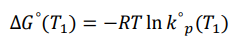 ΔG°(T₁) = −RT ln k°ₚ(T₁)